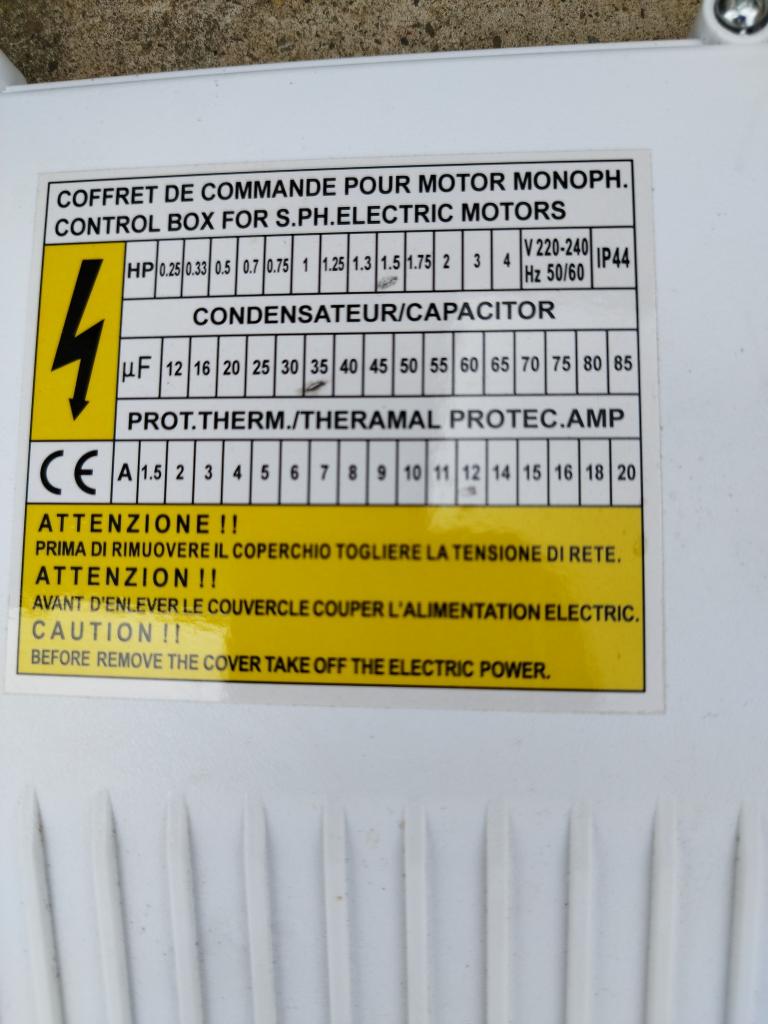 COFFRET DE COMMANDE POUR MOTOR MONOPH.
CONTROL BOX FOR S.PH.ELECTRIC MOTORS
HP 0.25 0.33 0.5 0.7 0.75 1 1.25 1.3 1.5 1.75 2 3 4 V 220-240 Hz 50/60 IP44
CONDENSATEUR/CAPACITOR
µF 12 16 20 25 30 35 40 45 50 55 60 65 70 75 80 85
PROT.THERM./THERAMAL PROTEC.AMP
CE A 1.5 2 3 4 5 6 7 8 9 10 11 12 14 15 16 18 20
ATTENZIONE !!
PRIMA DI RIMUOVERE IL COPERCHIO TOGLIERE LA TENSIONE DI RETE.
ATTENZION !!
AVANT D'ENLEVER LE COUVERCLE COUPER L'ALIMENTATION ELECTRIC.
CAUTION !!
BEFORE REMOVE THE COVER TAKE OFF THE ELECTRIC POWER.